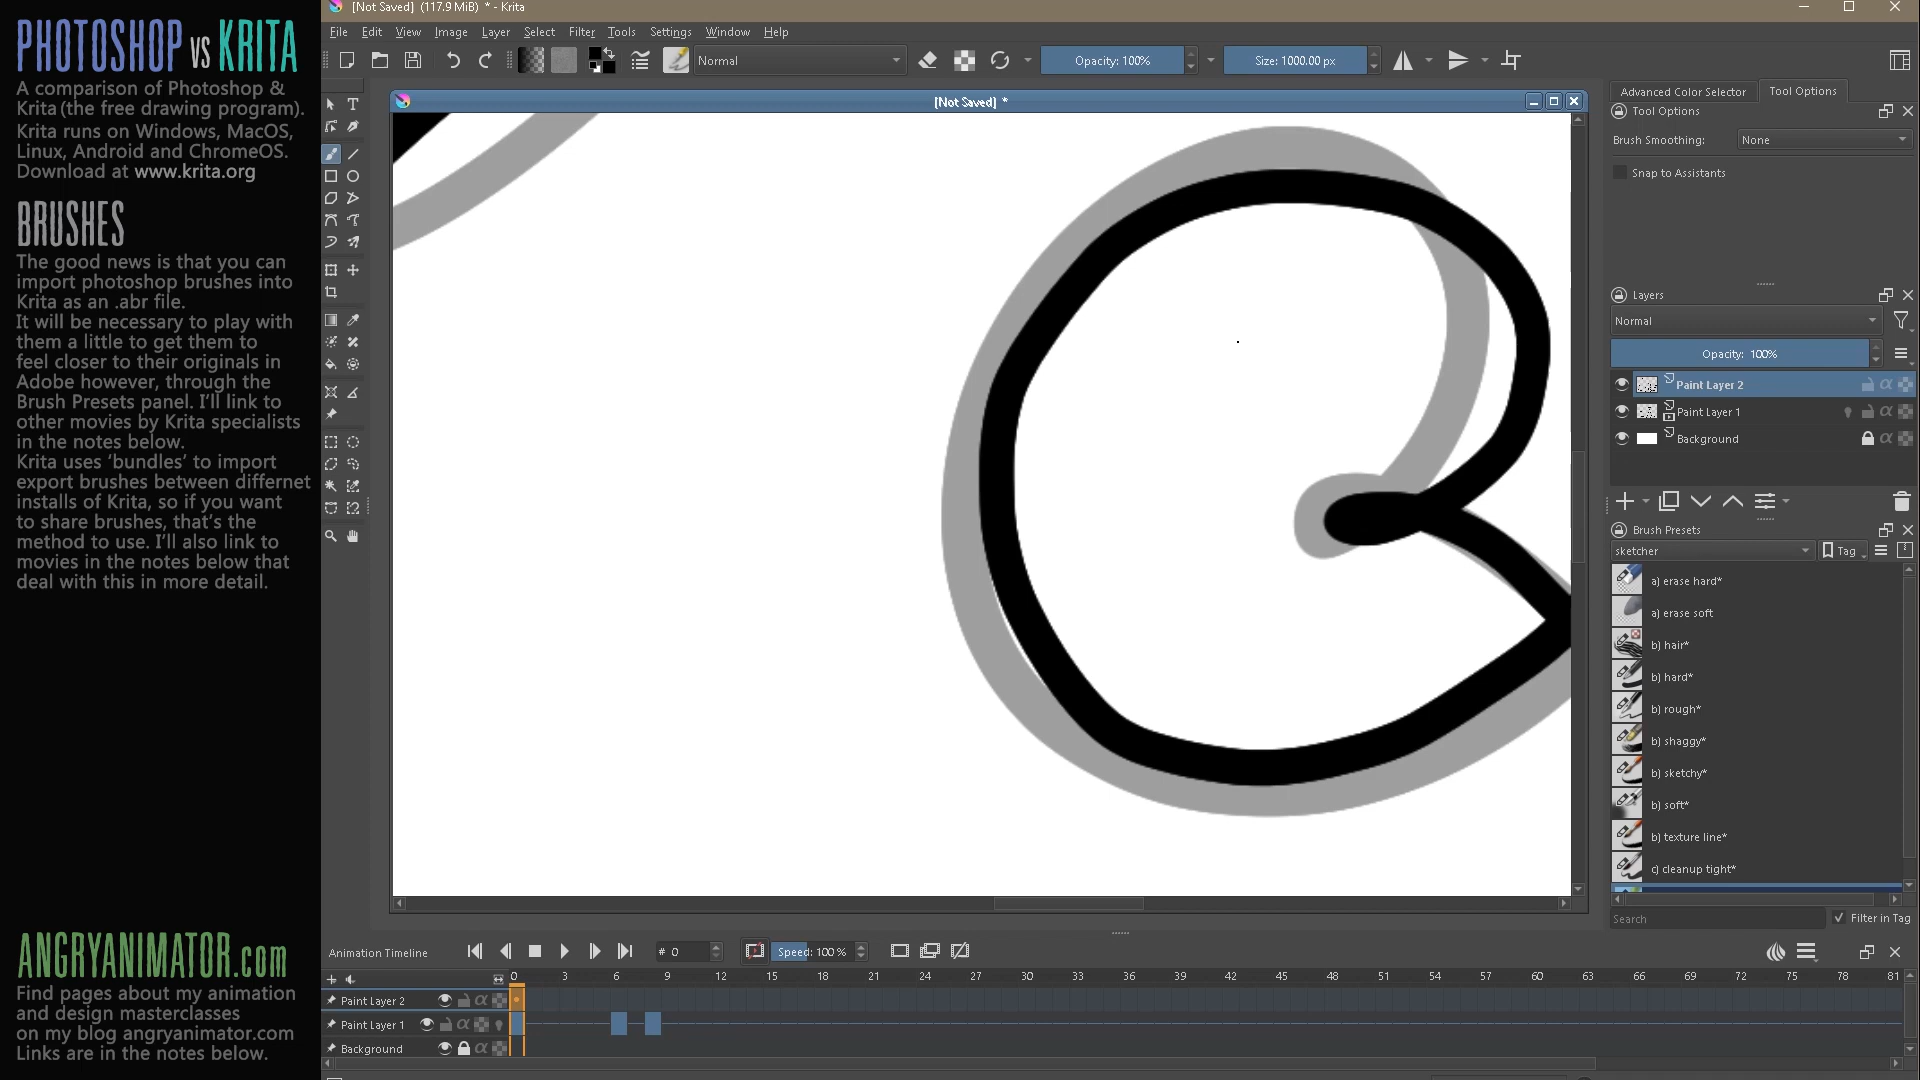 [Not Saved]  (117.9 MiB)  * - Krita
PHOTOSHOP vs KRITA
A comparison of Photoshop &
Krita (the free drawing program).
Krita runs on Windows, MacOS,
Linux, Android and ChromeOS.
Download at www.krita.org
BRUSHES
The good news is that you can
import photoshop brushes into
Krita as an .abr file.
It will be necessary to play with
them a little to get them to
feel closer to their originals in
Adobe however, through the
Brush Presets panel. I'll link to
other movies by Krita specialists
in the notes below.
Krita uses 'bundles' to import
export brushes between differnet
installs of Krita, so if you want
to share brushes, that's the
method to use. I'll also link to
movies in the notes below that
deal with this in more detail.
ANGRYANIMATOR.com
Find pages about my animation
and design masterclasses
on my blog angryanimator.com
Links are in the notes below.
File Edit View Image Layer Select Filter Tools Settings Window Help
Normal Opacity: 100% Size: 1000.00 px
[Not Saved] *
Advanced Color Selector Tool Options
Tool Options
Brush Smoothing: None
Snap to Assistants
Layers
Normal
Opacity: 100%
Paint Layer 2
Paint Layer 1
Background
Brush Presets
sketcher Tag
a) erase hard*
a) erase soft
b) hair*
b) hard*
b) rough*
b) shaggy*
b) sketchy*
b) soft*
b) texture line*
c) cleanup tight*
Search Filter in Tag
Animation Timeline # 0 Speed: 100 %
0 3 6 9 12 15 18 21 24 27 30 33 36 39 42 45 48 51 54 57 60 63 66 69 72 75 78 81
Paint Layer 2
Paint Layer 1
Background